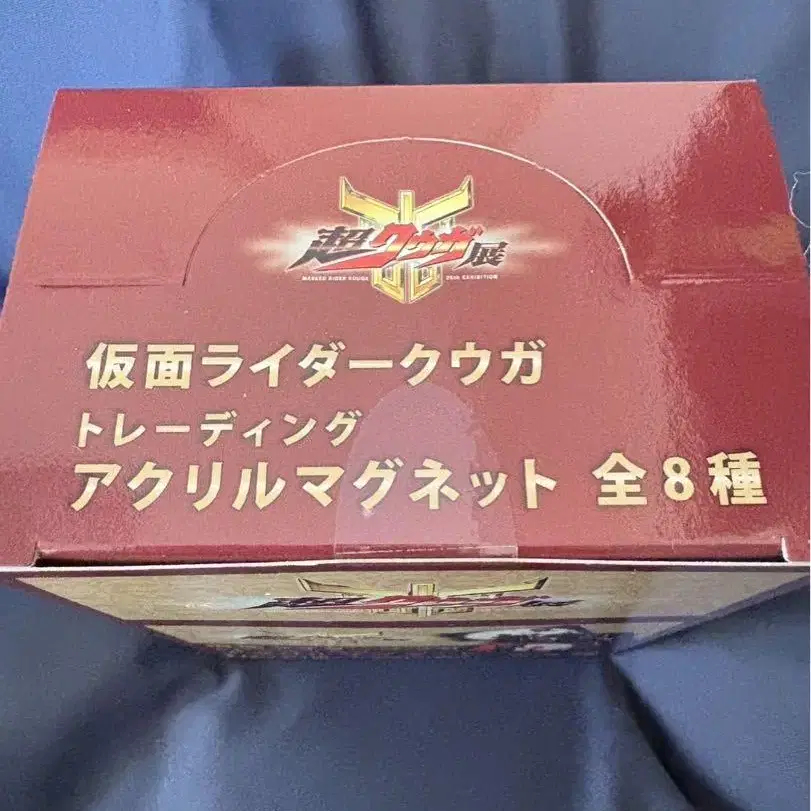 超クウガ展
MASKED RIDER KUUGA 25th EXHIBITION
仮面ライダークウガ
トレーディング
アクリルマグネット 全8種